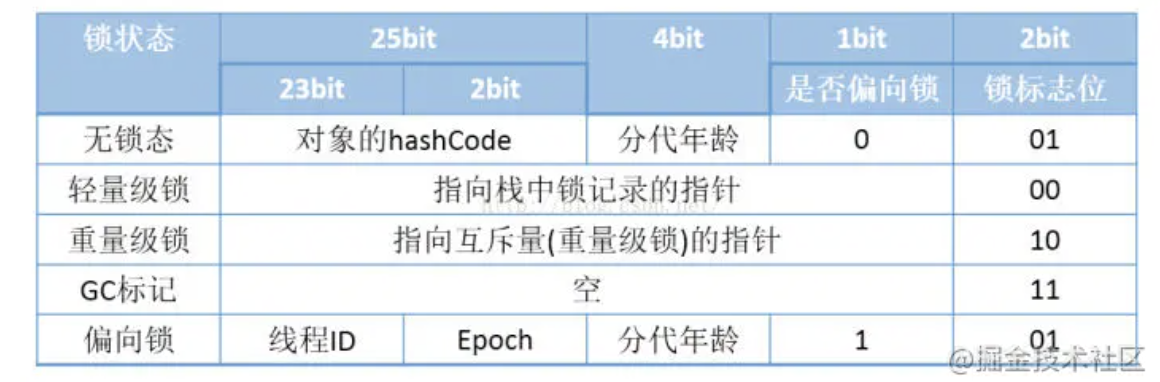 锁状态 25bit 4bit 1bit 2bit
23bit 2bit 是否偏向锁 锁标志位
无锁态 对象的hashCode 分代年龄 0 01
轻量级锁 指向栈中锁记录的指针 00
http://blog.csdn.net/
重量级锁 指向互斥量(重量级锁)的指针 10
GC标记 空 11
偏向锁 线程ID Epoch 分代年龄 1 01
@掘金技术社区